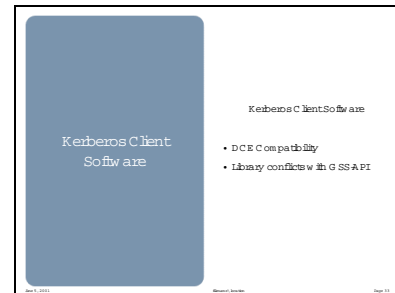 Kerberos Client
Software
Kerberos Client Software
• DCE Compatibility
• Library conflicts with GSS-API